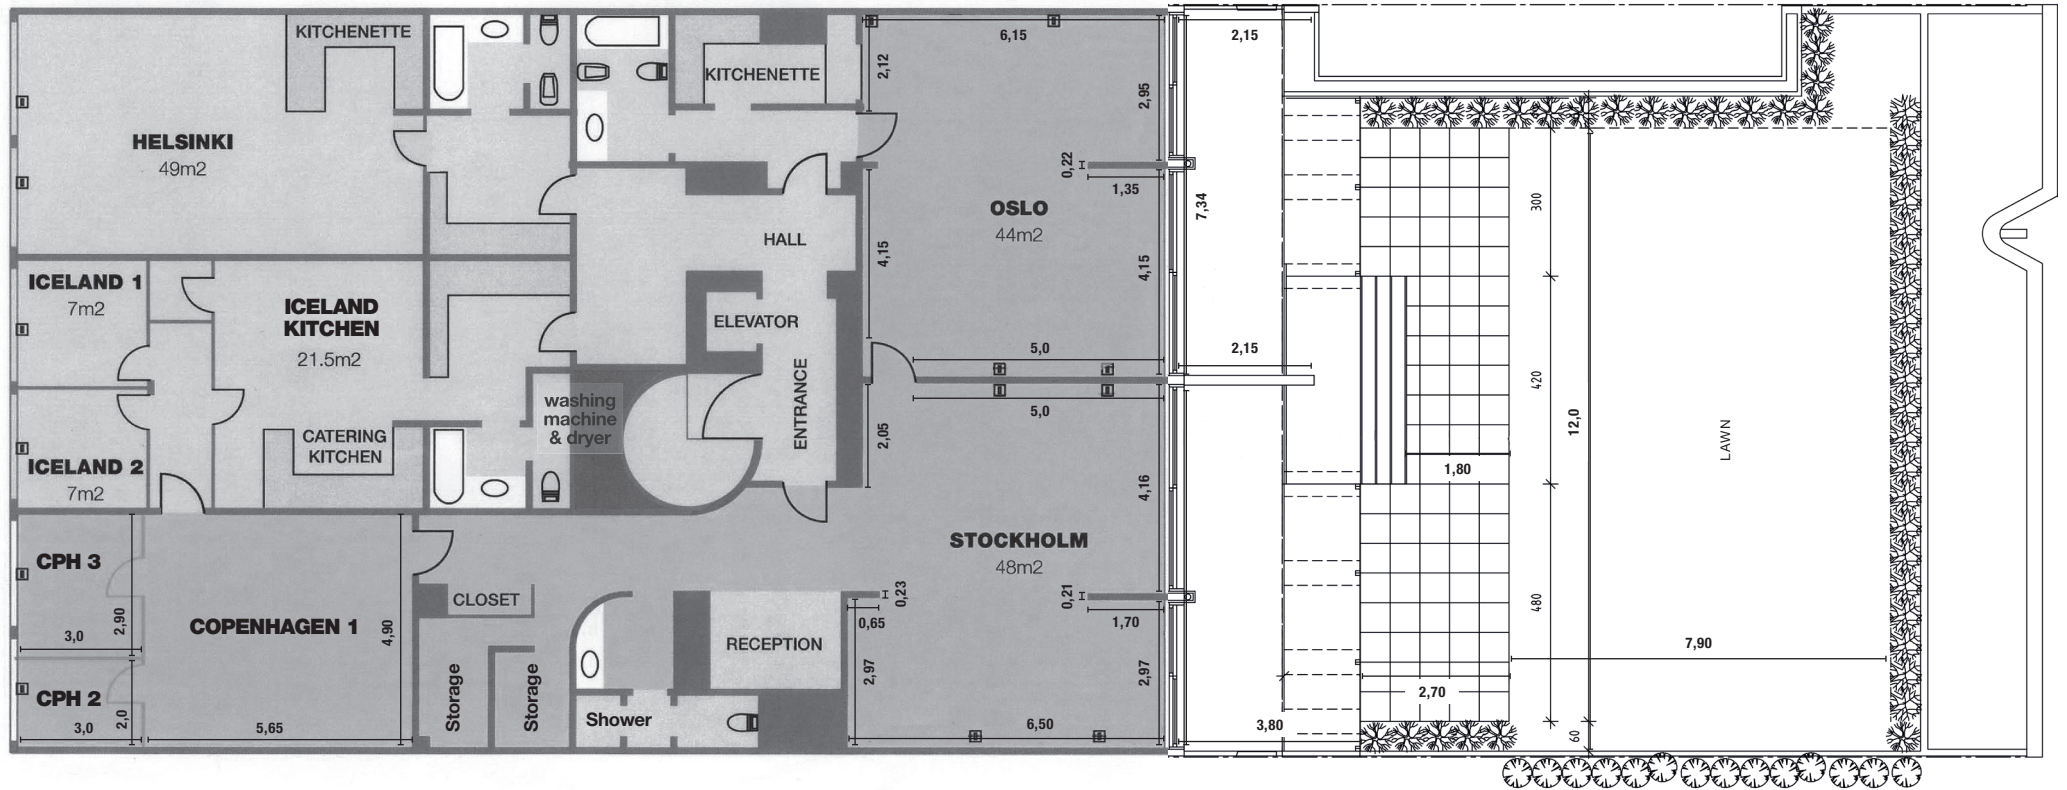 KITCHENETTE
HELSINKI
49m2
KITCHENETTE
6,15
2,12
2,95
2,15
OSLO
44m2
0,22
1,35
7,34
HALL
4,15
4,15
300
ICELAND 1
7m2
ICELAND
KITCHEN
21.5m2
ELEVATOR
ENTRANCE
5,0
2,15
5,0
420
12,0
LAWN
washing
machine
& dryer
2,05
CATERING
KITCHEN
ICELAND 2
7m2
4,16
1,80
STOCKHOLM
48m2
CPH 3
3,0
2,90
COPENHAGEN 1
4,90
CLOSET
0,23
0,65
0,21
1,70
480
RECEPTION
2,97
2,97
7,90
CPH 2
3,0
2,0
5,65
Storage
Storage
Shower
6,50
3,80
2,70
60